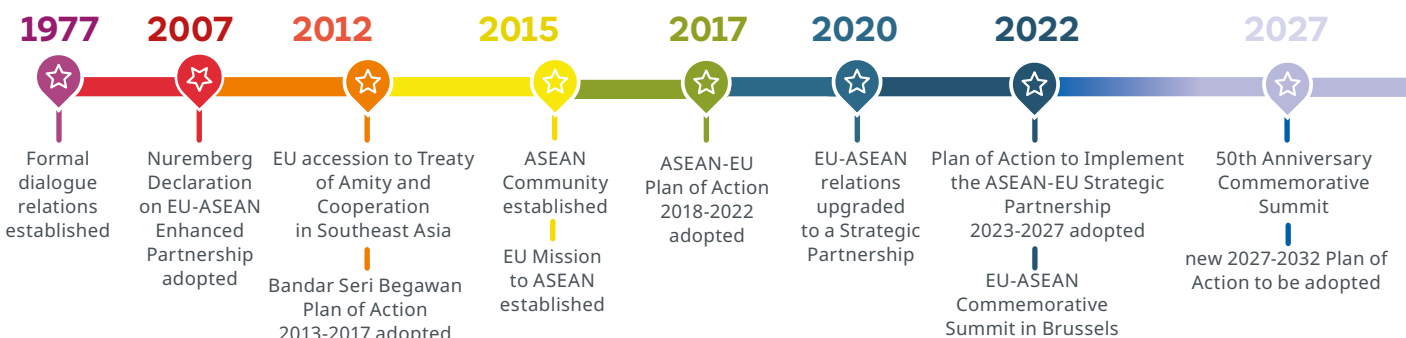 1977
Formal
dialogue
relations
established
2007
Nuremberg
Declaration
on EU-ASEAN
Enhanced
Partnership
adopted
2012
EU accession to Treaty
of Amity and
Cooperation
in Southeast Asia
Bandar Seri Begawan
Plan of Action
2013-2017 adopted
2015
ASEAN
Community
established
EU Mission
to ASEAN
established
2017
ASEAN-EU
Plan of Action
2018-2022
adopted
2020
EU-ASEAN
relations
upgraded
to a Strategic
Partnership
2022
Plan of Action to Implement
the ASEAN-EU Strategic
Partnership
2023-2027 adopted
EU-ASEAN
Commemorative
Summit in Brussels
2027
50th Anniversary
Commemorative
Summit
new 2027-2032 Plan of
Action to be adopted